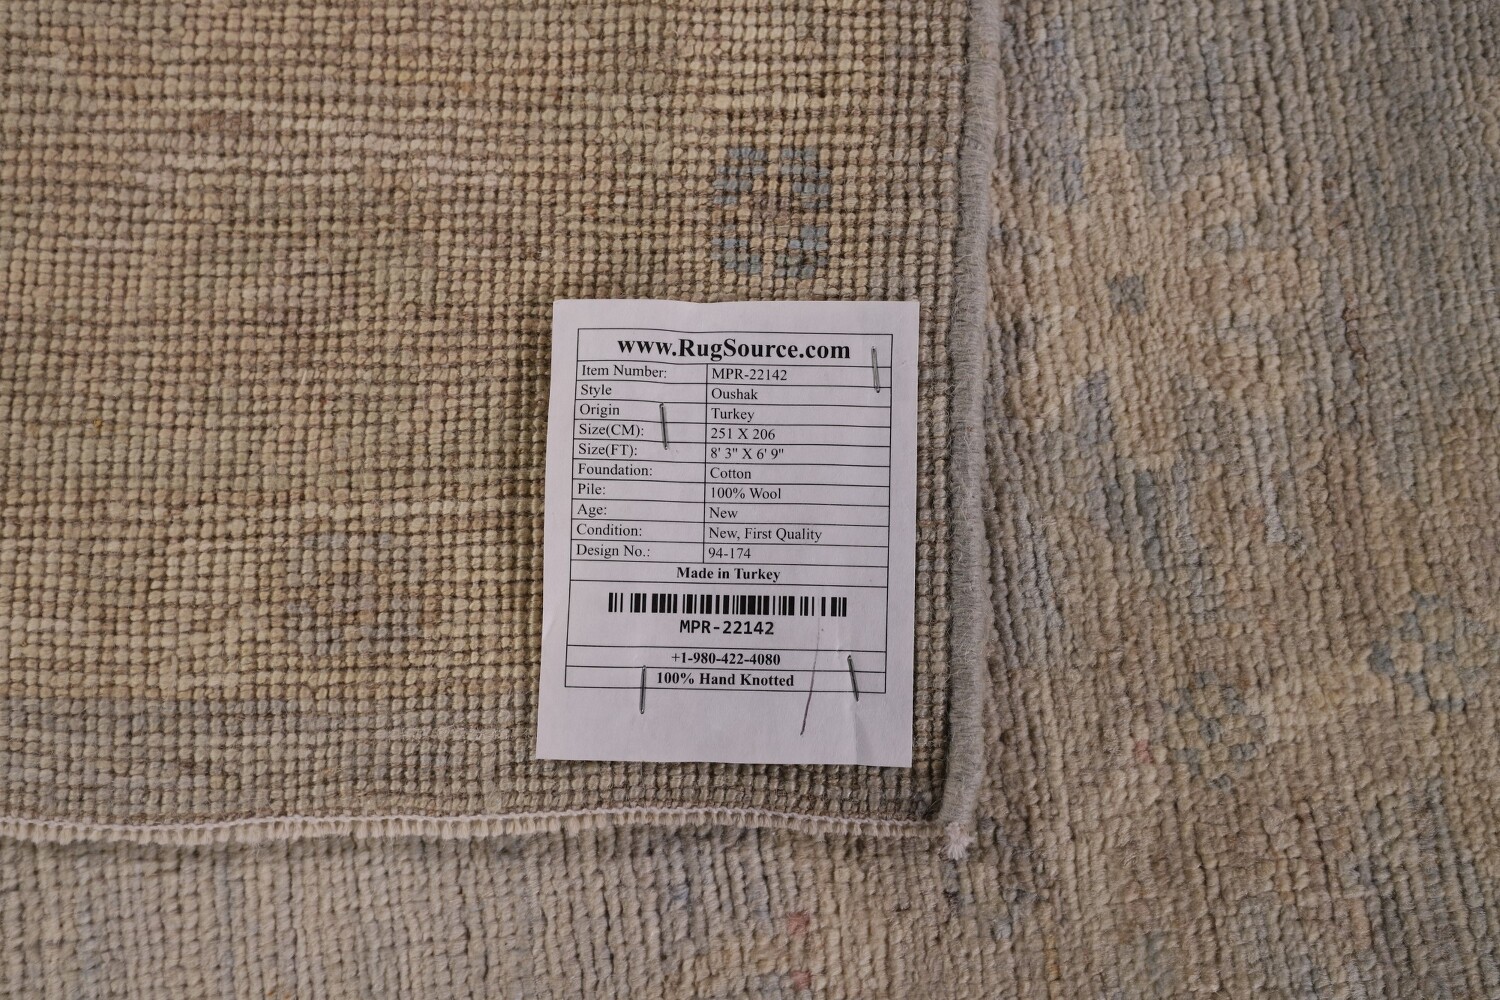 www.RugSource.com
Item Number: MPR-22142
Style Oushak
Origin Turkey
Size(CM): 251 X 206
Size(FT): 8' 3" X 6' 9"
Foundation: Cotton
Pile: 100% Wool
Age: New
Condition: New, First Quality
Design No.: 94-174
Made in Turkey
MPR-22142
+1-980-422-4080
100% Hand Knotted